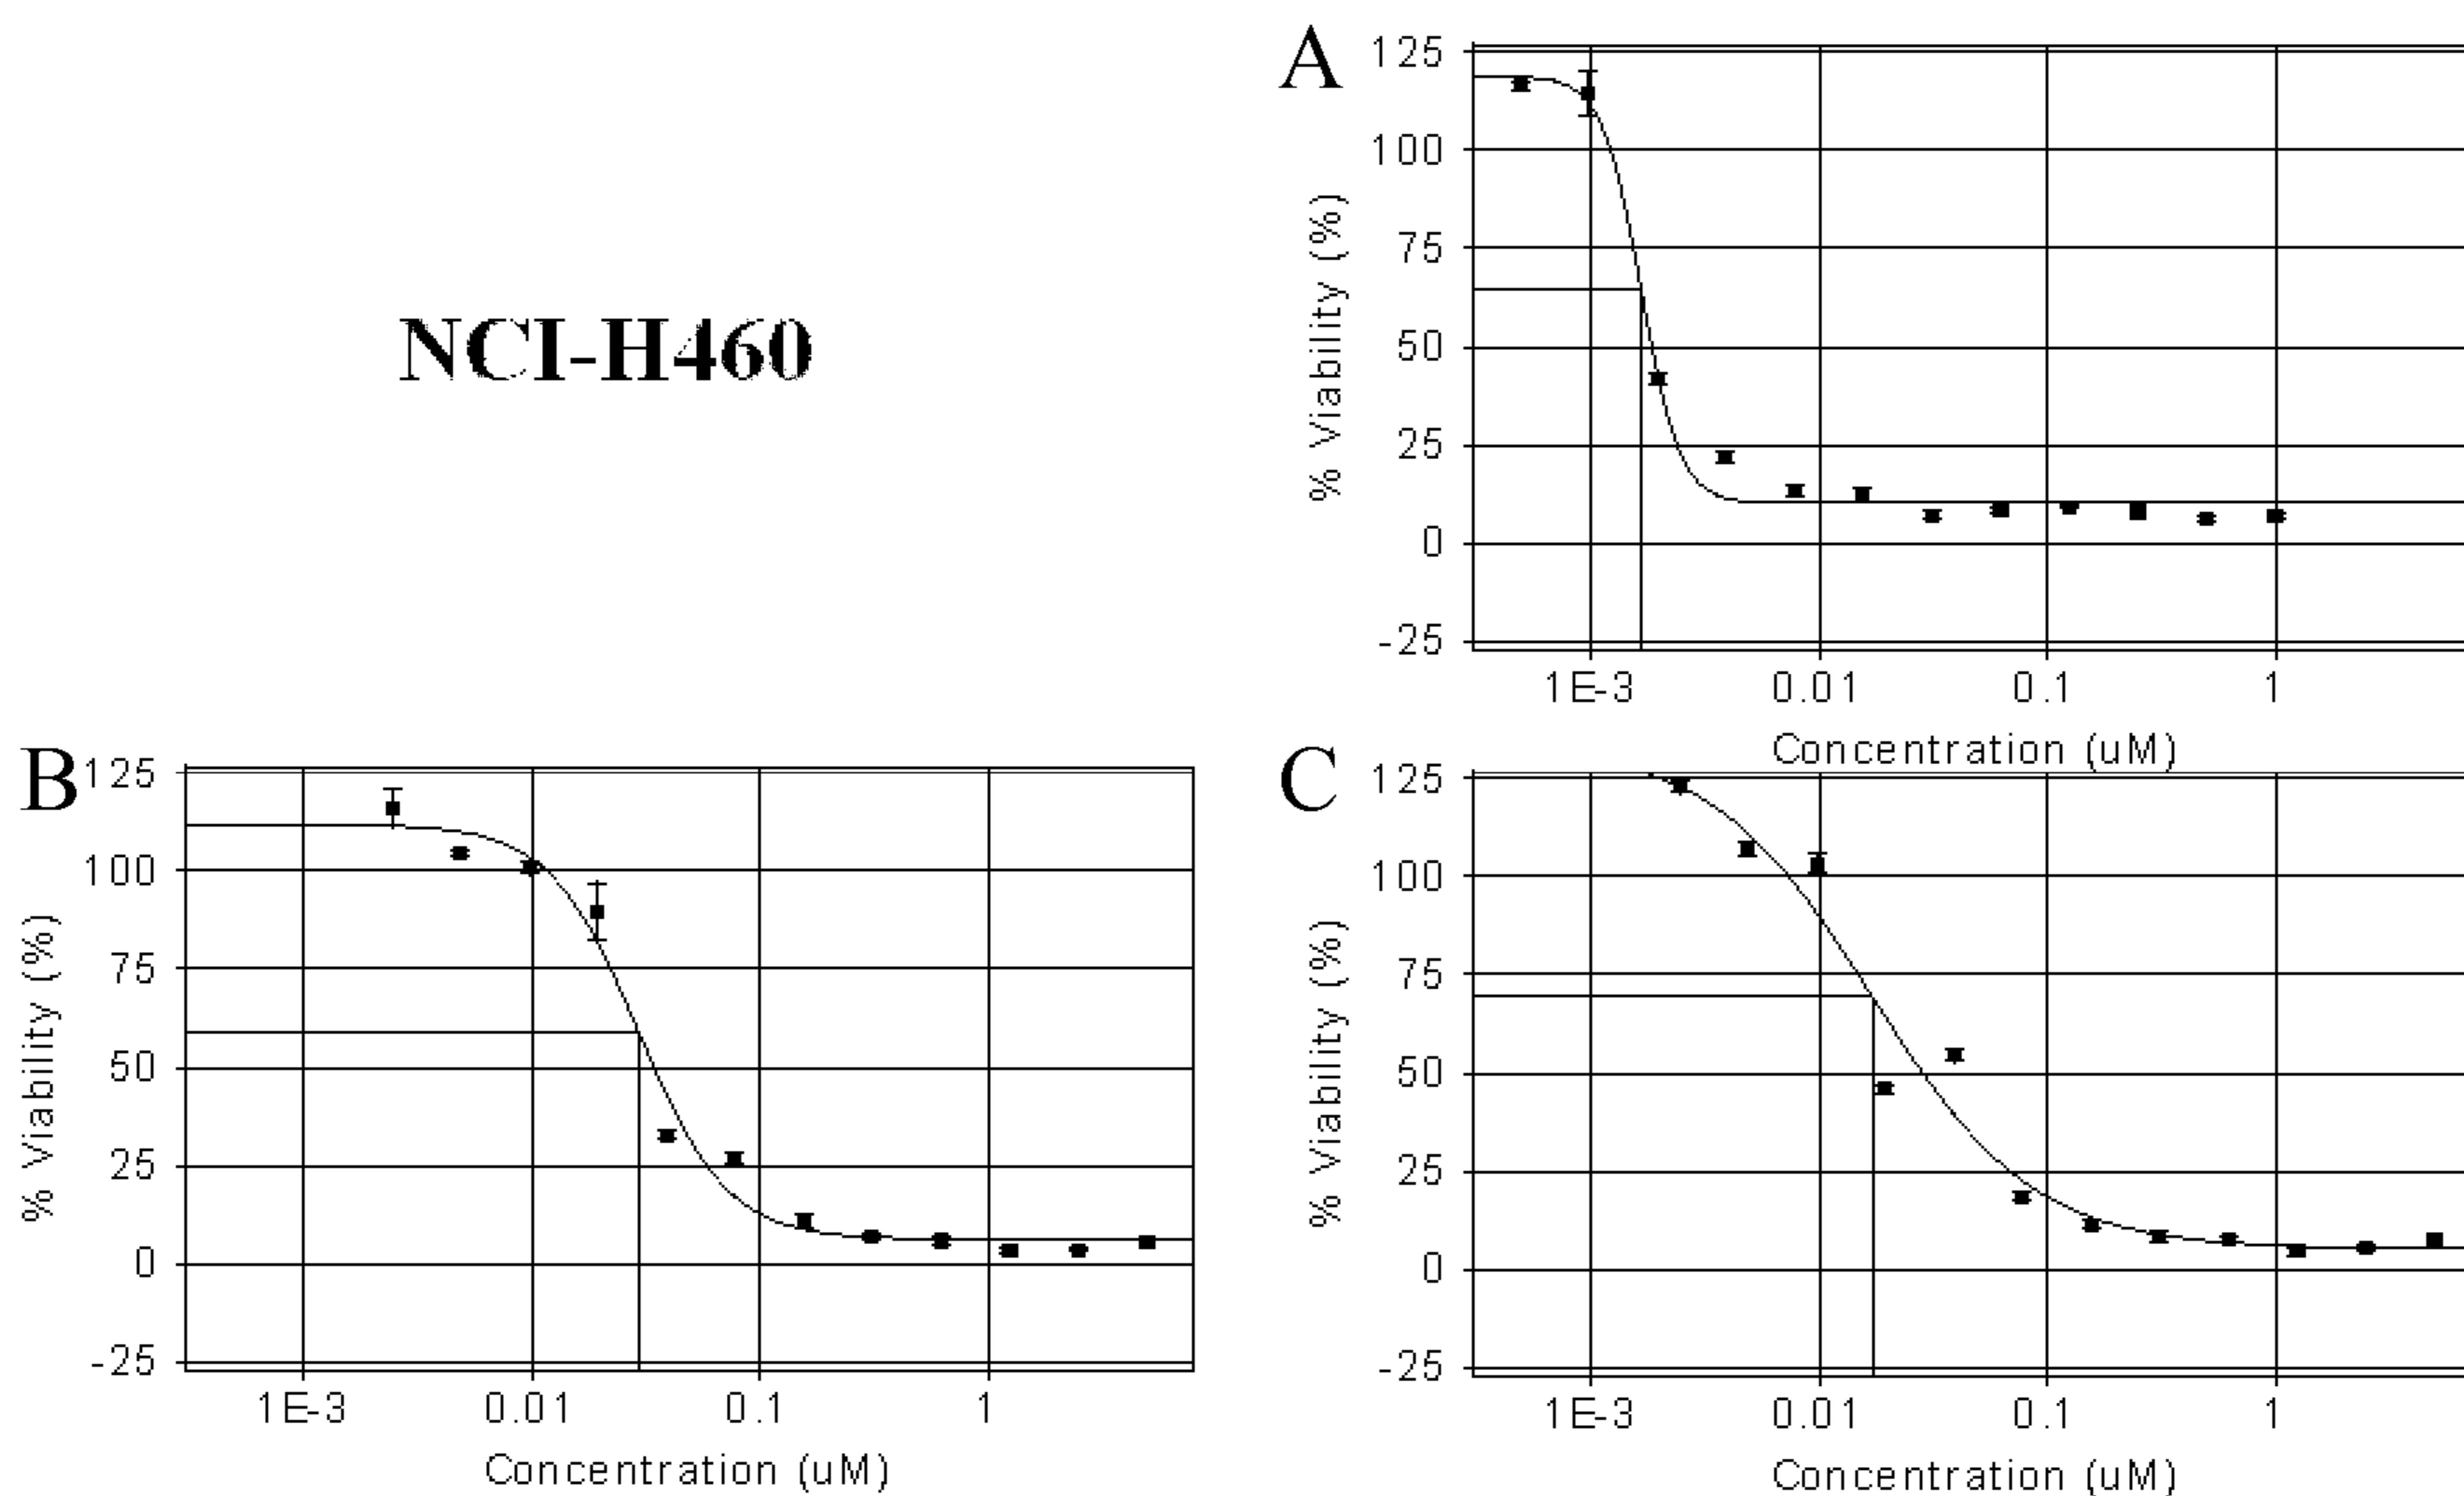 NCI-H460
A
125
100
75
50
25
0
-25
% Viability (%)
1E-3 0.01 0.1 1
Concentration (uM)
B
125
100
75
50
25
0
-25
% Viability (%)
1E-3 0.01 0.1 1
Concentration (uM)
C
125
100
75
50
25
0
-25
% Viability (%)
1E-3 0.01 0.1 1
Concentration (uM)